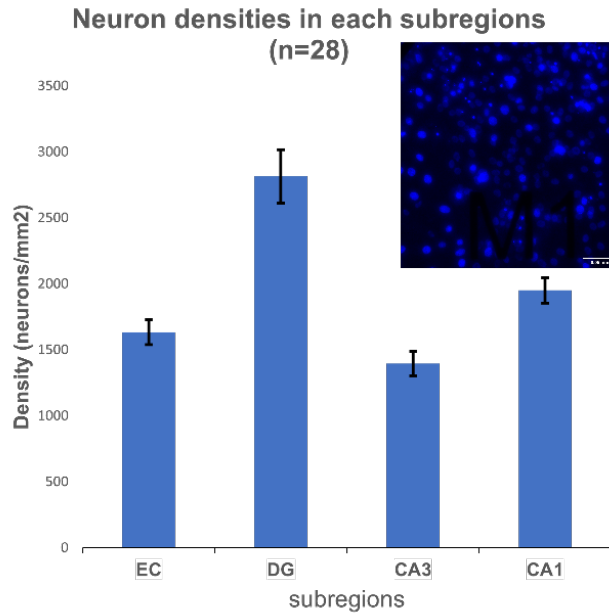 Neuron densities in each subregions
(n=28)
Density (neurons/mm2)
3500
3000
2500
2000
1500
1000
500
0
M1
EC DG CA3 CA1
subregions